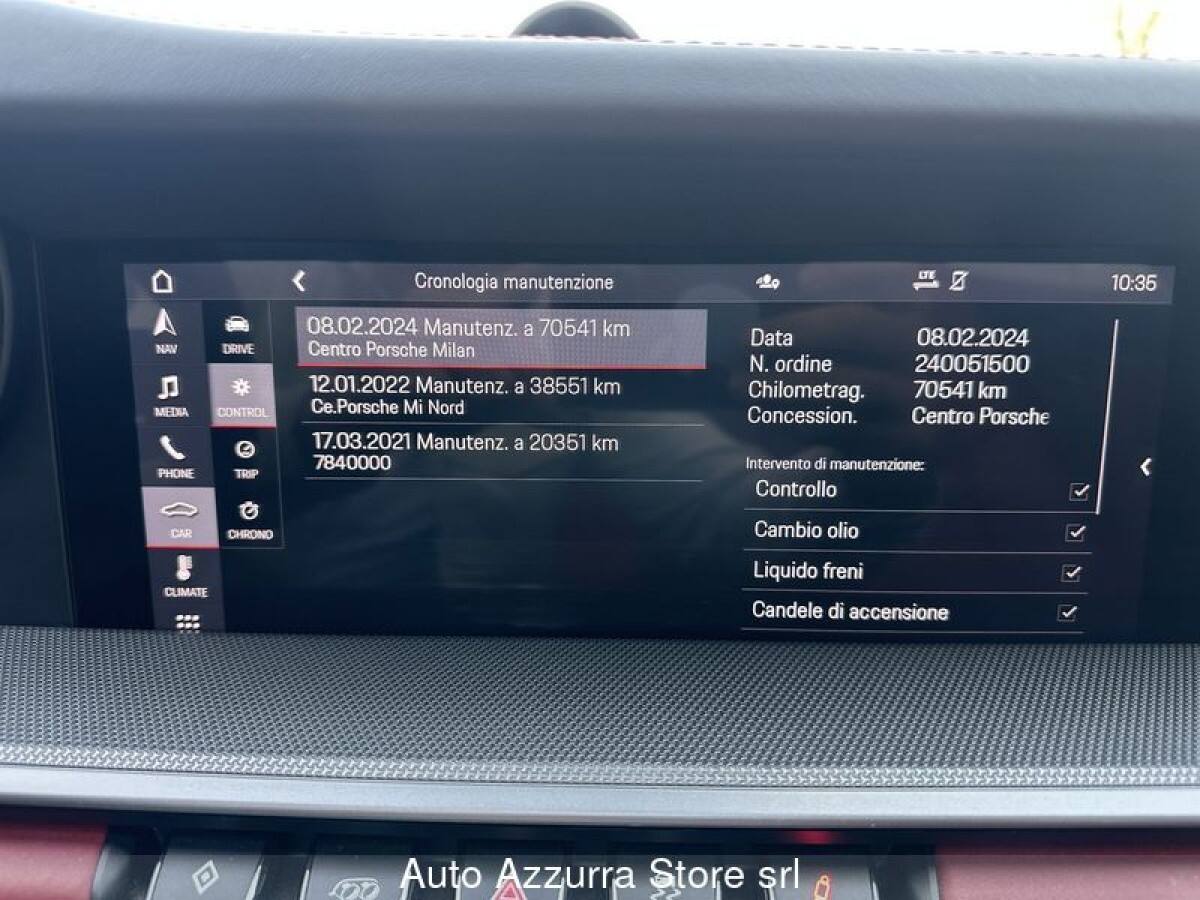 Cronologia manutenzione
LTE
10:35
NAV
MEDIA
PHONE
CAR
CLIMATE
DRIVE
CONTROL
TRIP
CHRONO
08.02.2024 Manutenz. a 70541 km
Centro Porsche Milan
12.01.2022 Manutenz. a 38551 km
Ce.Porsche Mi Nord
17.03.2021 Manutenz. a 20351 km
7840000
Data 08.02.2024
N. ordine 240051500
Chilometrag. 70541 km
Concession. Centro Porsche
Intervento di manutenzione:
Controllo
Cambio olio
Liquido freni
Candele di accensione
Auto Azzurra Store srl